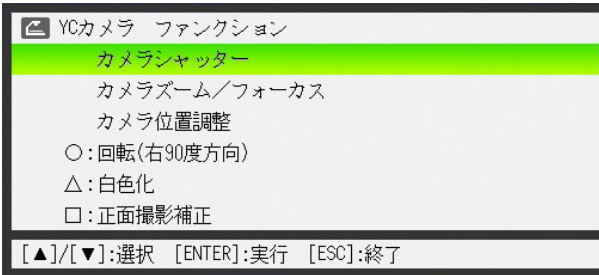 YCカメラ ファンクション
カメラシャッター
カメラズーム／フォーカス
カメラ位置調整
○:回転(右90度方向)
△:白色化
□:正面撮影補正
[▲]/[▼]:選択 [ENTER]:実行 [ESC]:終了